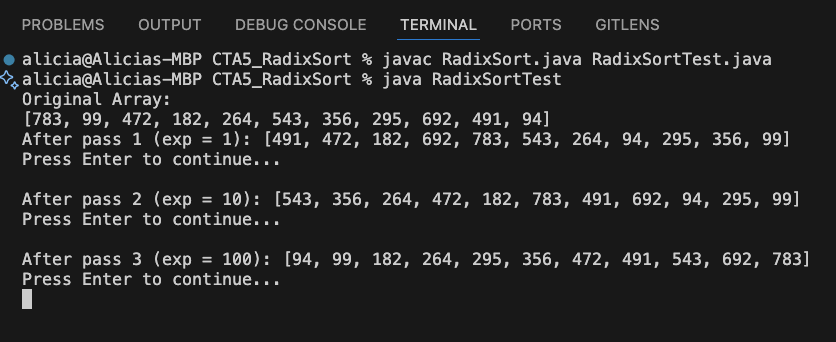 PROBLEMS OUTPUT DEBUG CONSOLE TERMINAL PORTS GITLENS
alicia@Alicias-MBP CTA5_RadixSort % javac RadixSort.java RadixSortTest.java
alicia@Alicias-MBP CTA5_RadixSort % java RadixSortTest
Original Array:
[783, 99, 472, 182, 264, 543, 356, 295, 692, 491, 94]
After pass 1 (exp = 1): [491, 472, 182, 692, 783, 543, 264, 94, 295, 356, 99]
Press Enter to continue...
After pass 2 (exp = 10): [543, 356, 264, 472, 182, 783, 491, 692, 94, 295, 99]
Press Enter to continue...
After pass 3 (exp = 100): [94, 99, 182, 264, 295, 356, 472, 491, 543, 692, 783]
Press Enter to continue...